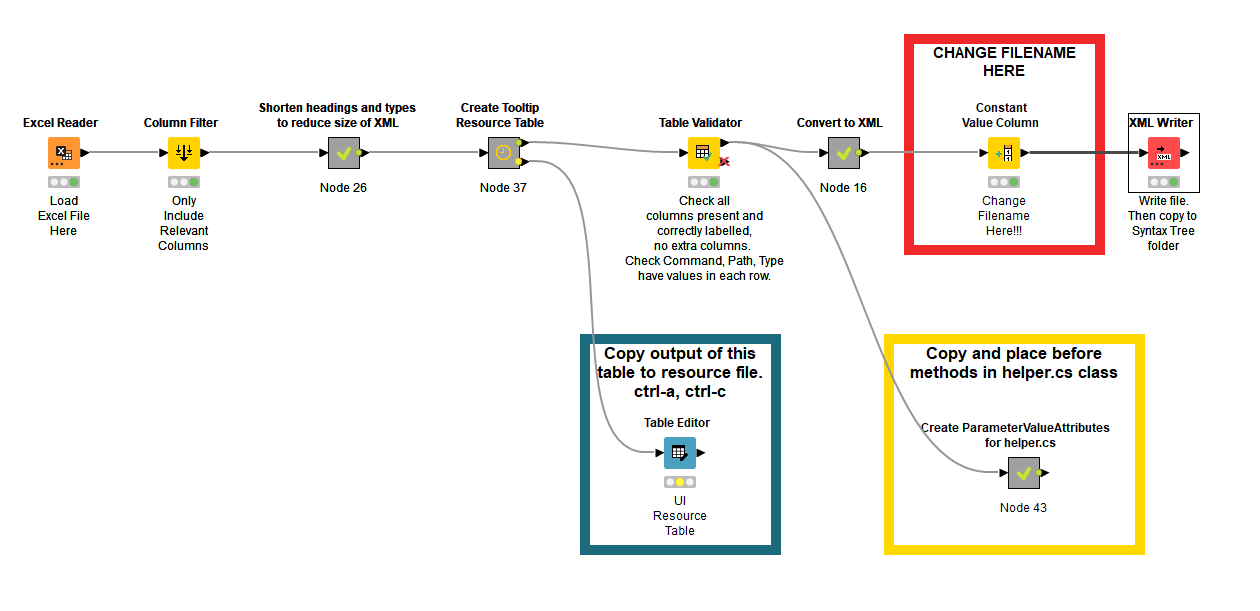 CHANGE FILENAME
HERE
Excel Reader
Load
Excel File
Here
Column Filter
Only
Include
Relevant
Columns
Shorten headings and types
to reduce size of XML
Node 26
Create Tooltip
Resource Table
Node 37
Table Validator
Check all
columns present and
correctly labelled,
no extra columns.
Check Command, Path, Type
have values in each row.
Convert to XML
Node 16
Constant
Value Column
Change
Filename
Here!!!
XML Writer
XML
Write file.
Then copy to
Syntax Tree
folder
Copy output of this
table to resource file.
ctrl-a, ctrl-c
Table Editor
UI
Resource
Table
Copy and place before
methods in helper.cs class
Create ParameterValueAttributes
for helper.cs
Node 43